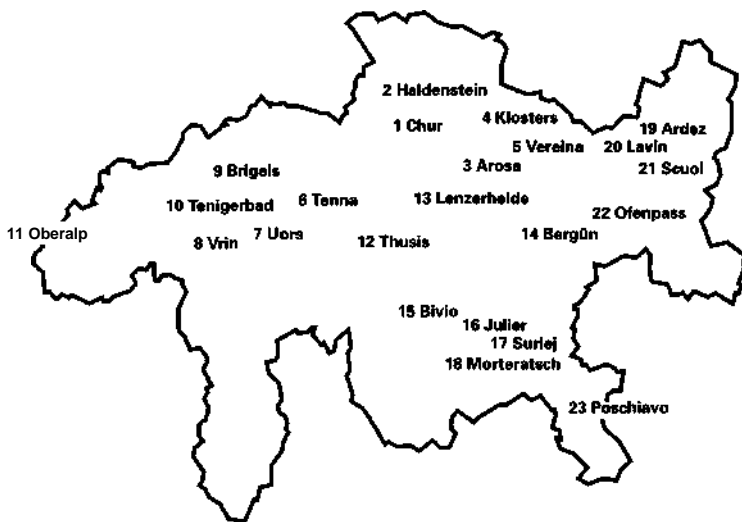 2 Haldenstein
1 Chur
4 Klosters
19 Ardez
5 Vereina
20 Lavin
3 Arosa
21 Scuol
9 Brigels
6 Tenna
13 Lenzerheide
10 Tenigerbad
22 Ofenpass
11 Oberalp
7 Uors
14 Bergün
8 Vrin
12 Thusis
15 Bivio
16 Julier
17 Surlej
18 Morteratsch
23 Poschiavo